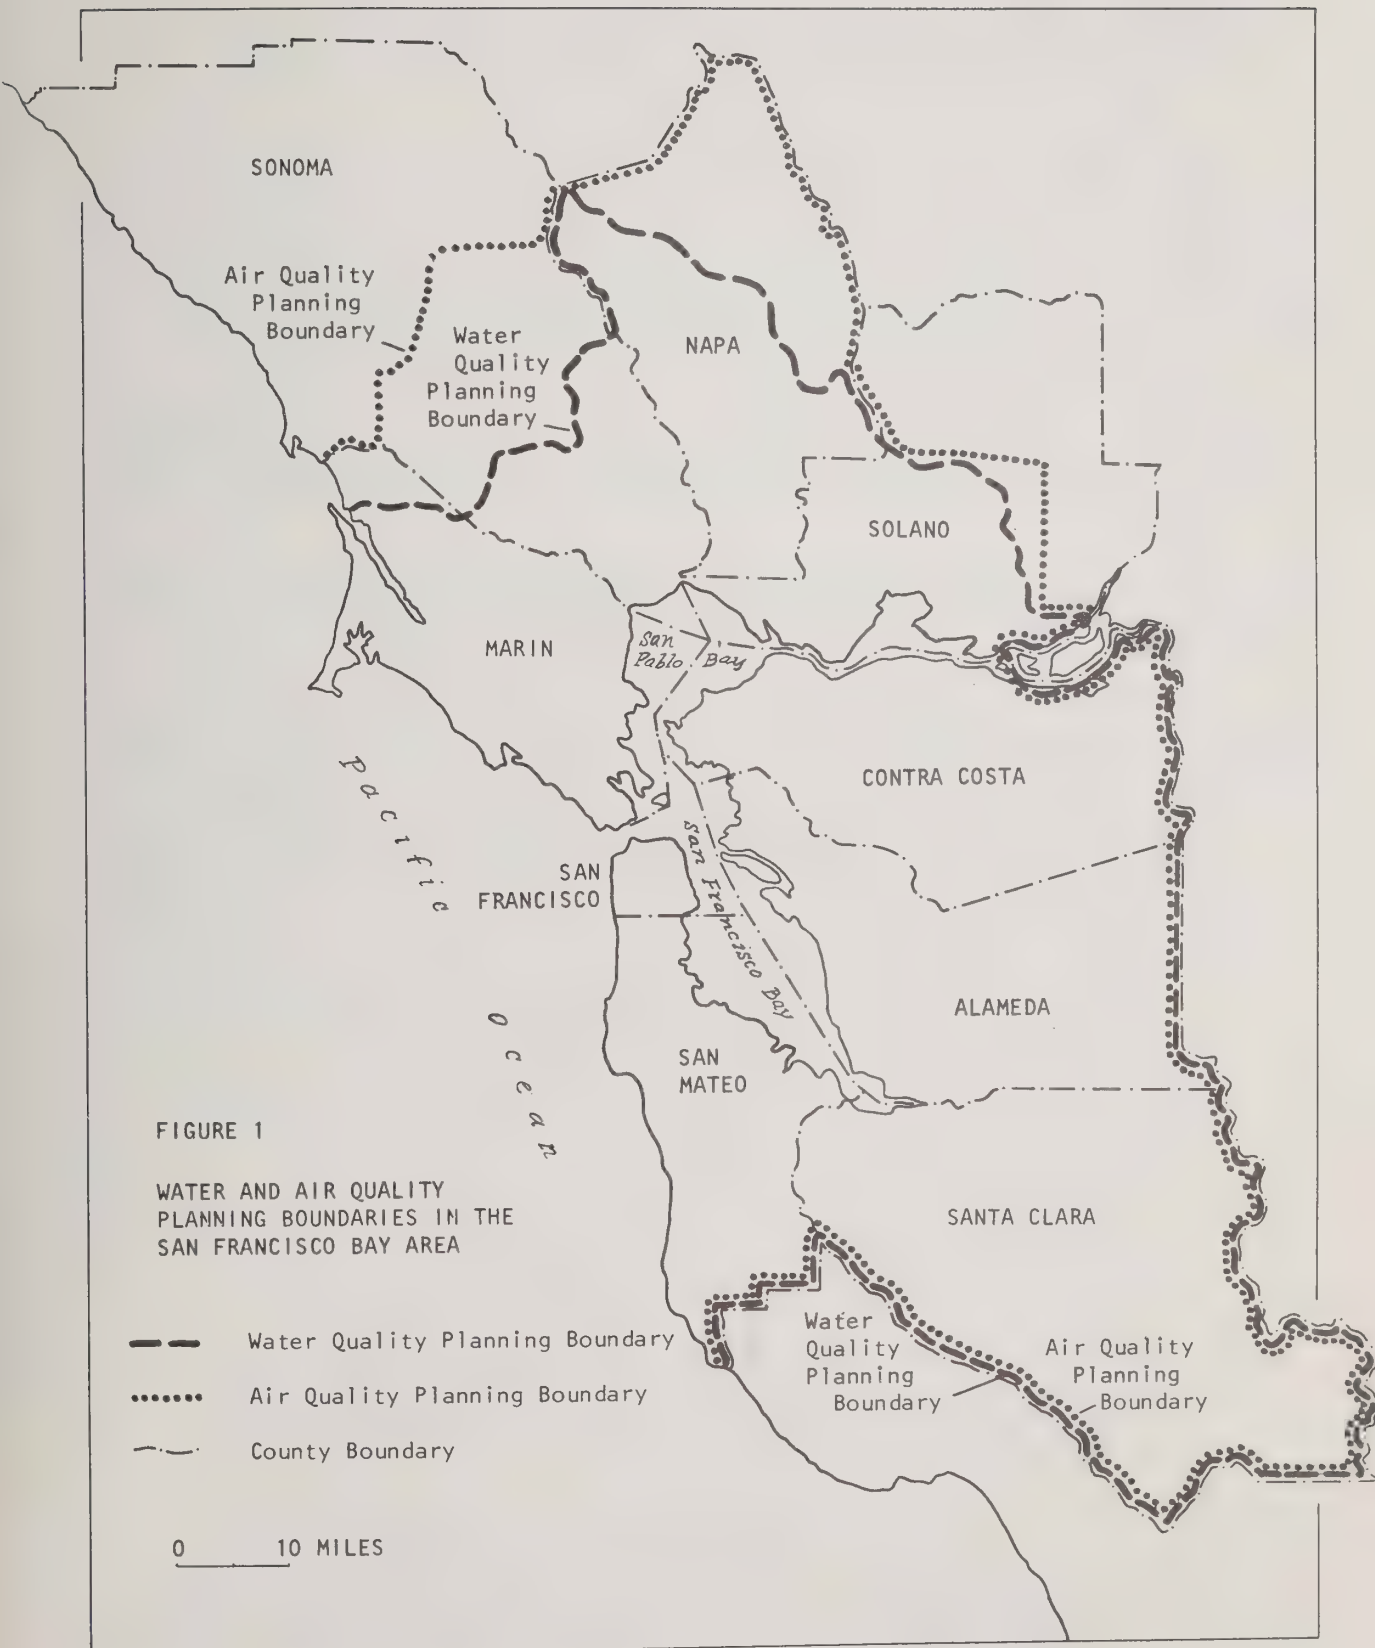 SONOMA
Air Quality
Planning
Boundary
Water
Quality
Planning
Boundary
NAPA
SOLANO
MARIN
San
Pablo Bay
CONTRA COSTA
Pacific
Ocean
SAN
FRANCISCO
San Francisco Bay
ALAMEDA
SAN
MATEO
FIGURE 1
WATER AND AIR QUALITY
PLANNING BOUNDARIES IN THE
SAN FRANCISCO BAY AREA
SANTA CLARA
Water
Quality
Planning
Boundary
Air Quality
Planning
Boundary
Water Quality Planning Boundary
Air Quality Planning Boundary
County Boundary
0 10 MILES